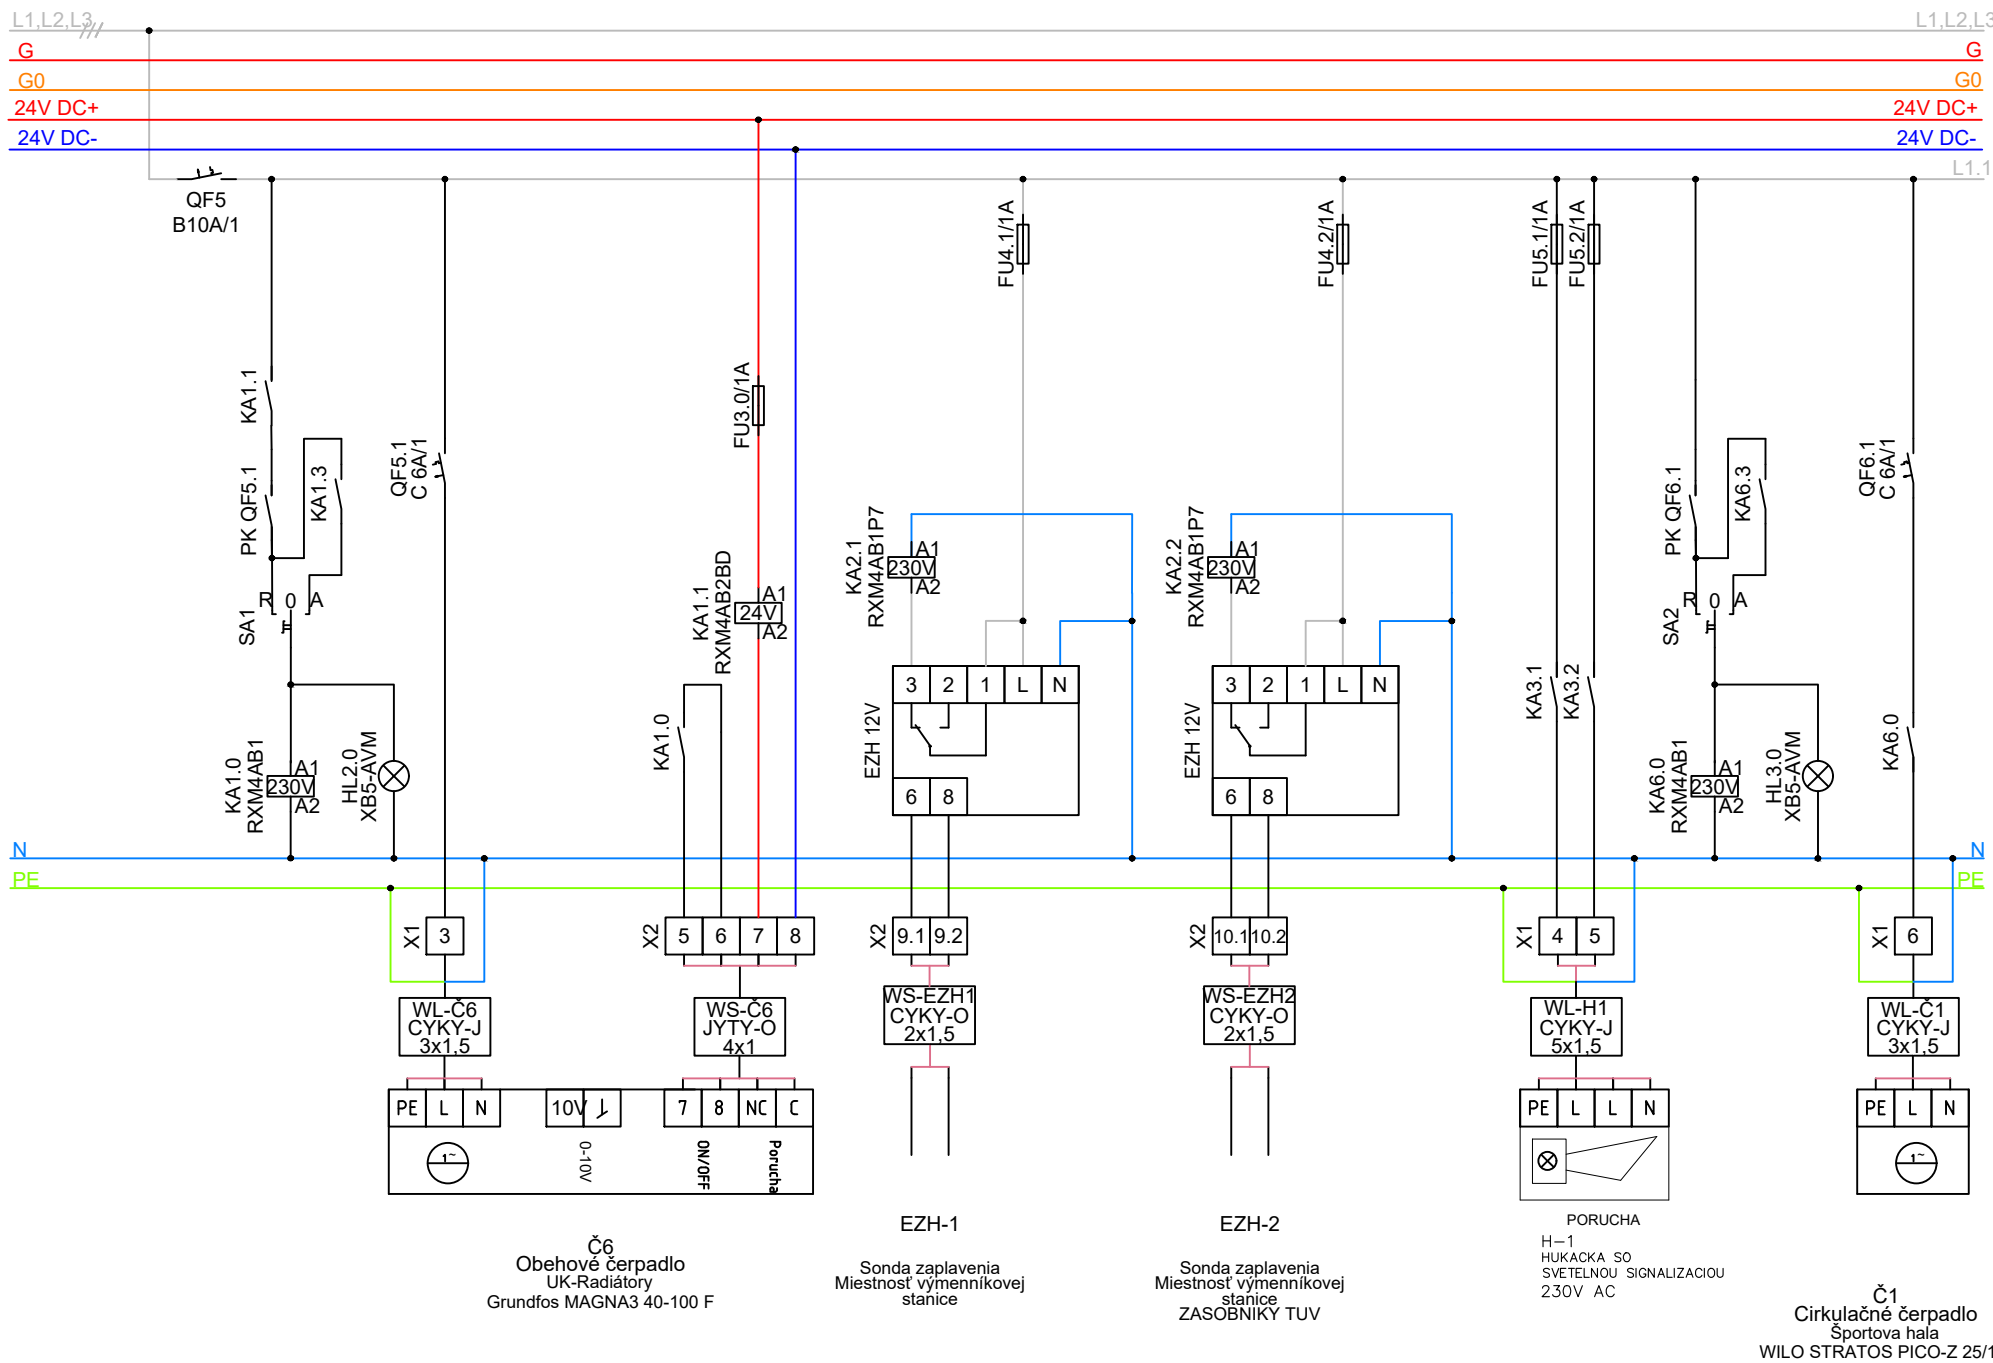 L1,L2,L3
L1,L2,L3
G
G
G0
G0
24V DC+
24V DC+
24V DC-
24V DC-
L1.1
QF5
B10A/1
FU4.1/1A
FU4.2/1A
FU5.1/1A
FU5.2/1A
KA1.1
PK QF5.1
KA1.3
QF5.1
C 6A/1
FU3.0/1A
PK QF6.1
KA6.3
QF6.1
C 6A/1
SA1
R 0 A
KA1.1
RXM4AB2BD
A1
24V
A2
KA2.1
RXM4AB1P7
A1
230V
A2
KA2.2
RXM4AB1P7
A1
230V
A2
SA2
R 0 A
KA1.0
RXM4AB1
A1
230V
A2
HL2.0
XB5-AVM
KA1.0
EZH 12V
3 2 1 L N
6 8
EZH 12V
3 2 1 L N
6 8
KA3.1
KA3.2
KA6.0
RXM4AB1
A1
230V
A2
HL3.0
XB5-AVM
KA6.0
N
N
PE
PE
X1
3
X2
5 6 7 8
X2
9.1 9.2
X2
10.1 10.2
X1
4 5
X1
6
WL-Č6
CYKY-J
3x1,5
WS-Č6
JYTY-O
4x1
WS-EZH1
CYKY-O
2x1,5
WS-EZH2
CYKY-O
2x1,5
WL-H1
CYKY-J
5x1,5
WL-Č1
CYKY-J
3x1,5
PE L N
10V
7 8 NC C
1~
0-10V
ON/OFF
Porucha
PE L L N
PE L N
1~
Č6
Obehové čerpadlo
UK-Radiátory
Grundfos MAGNA3 40-100 F
EZH-1
Sonda zaplavenia
Miestnosť výmenníkovej
stanice
EZH-2
Sonda zaplavenia
Miestnosť výmenníkovej
stanice
ZASOBNIKY TUV
PORUCHA
H-1
HUKACKA SO
SVETELNOU SIGNALIZACIOU
230V AC
Č1
Cirkulačné čerpadlo
Športova hala
WILO STRATOS PICO-Z 25/1